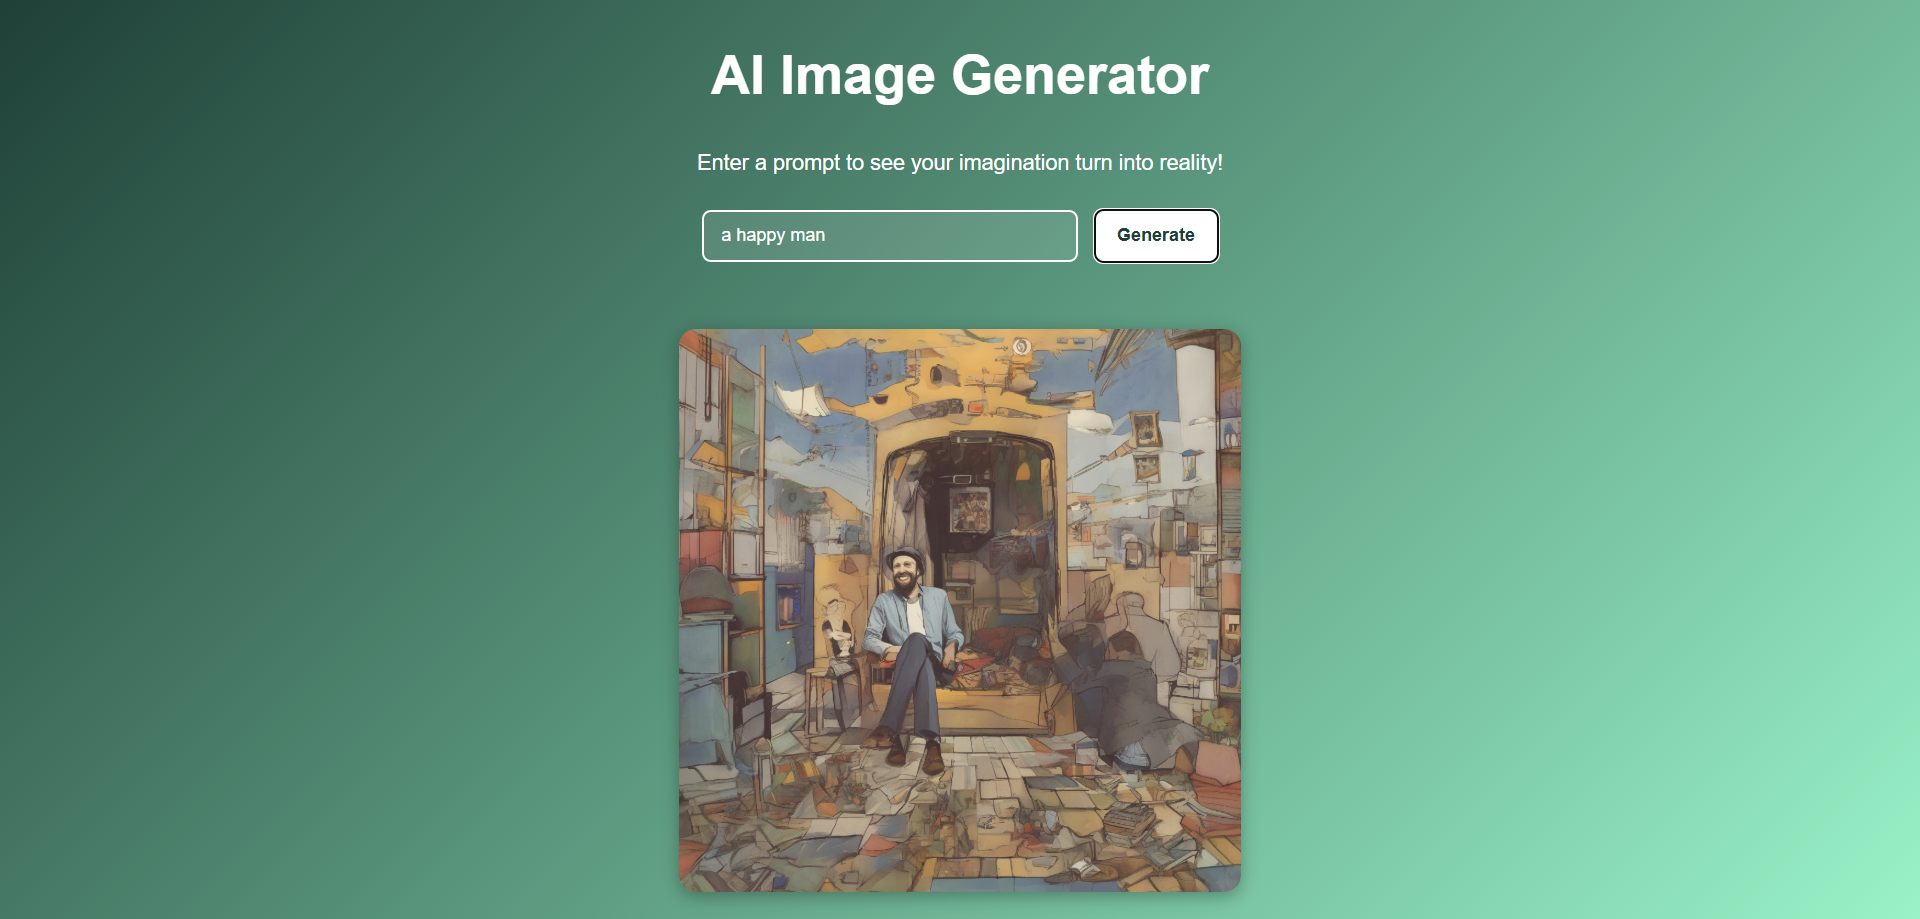 AI Image Generator
Enter a prompt to see your imagination turn into reality!
a happy man
Generate